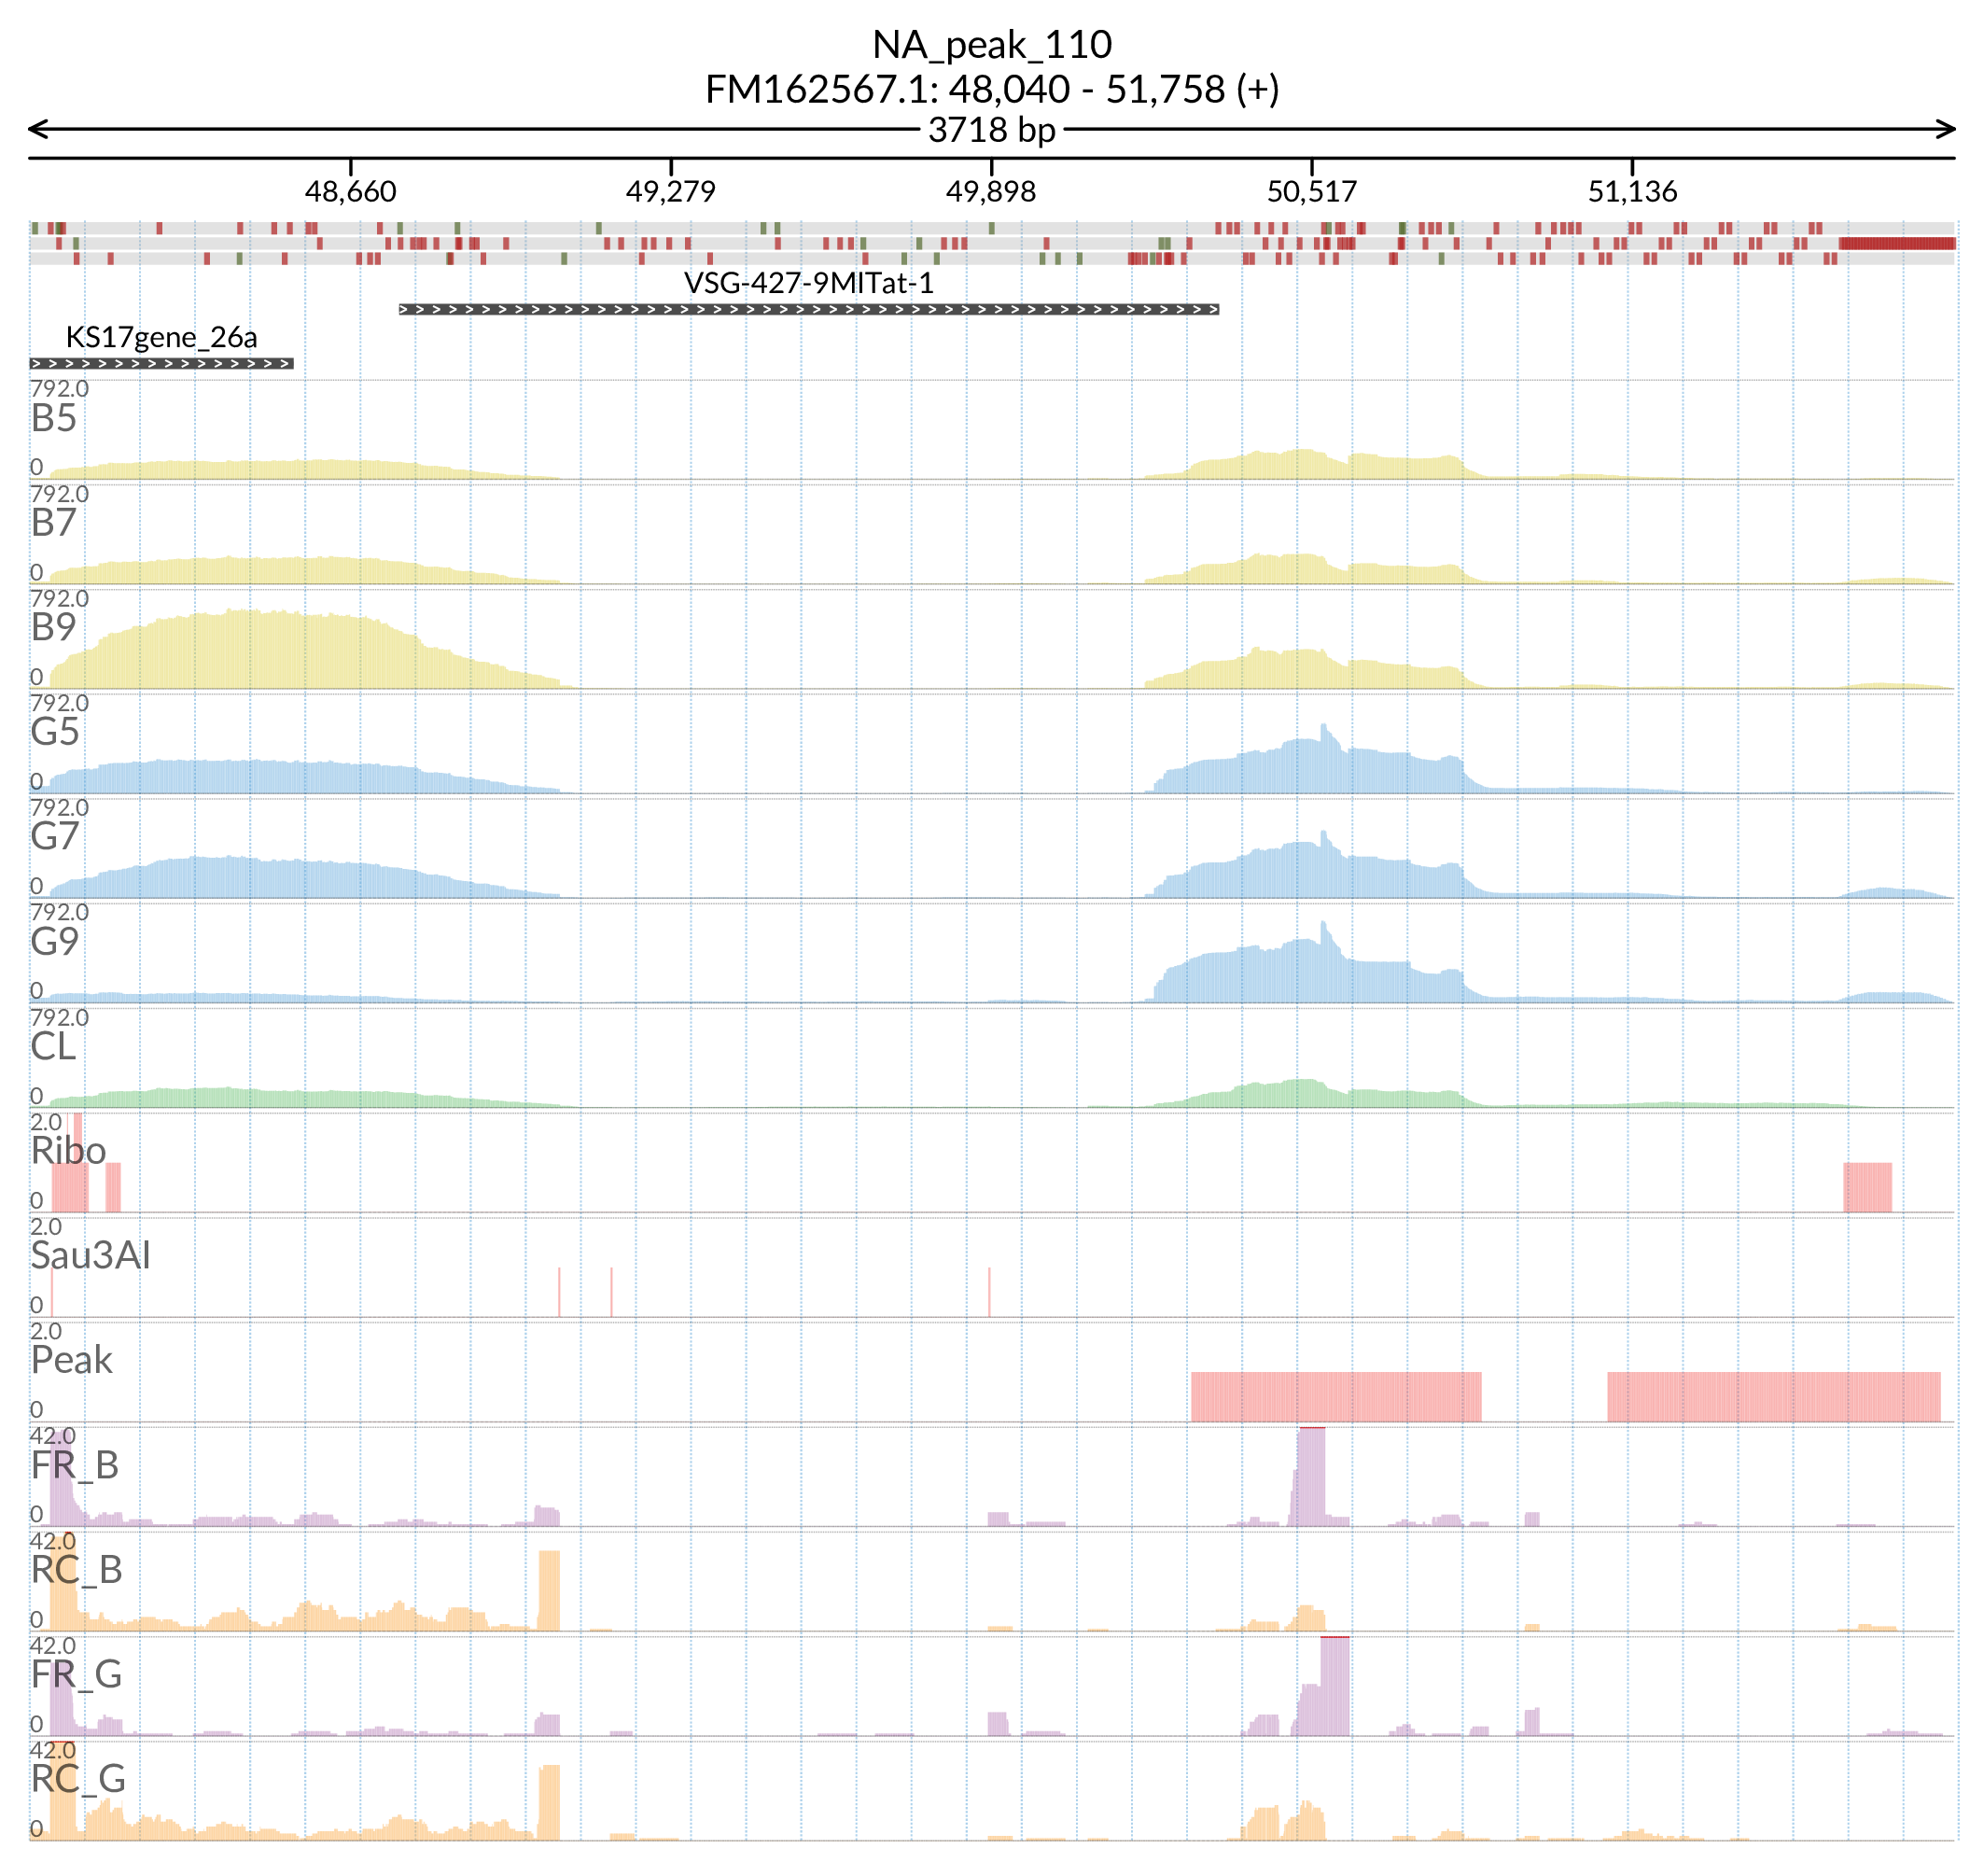 NA_peak_110
FM162567.1: 48,040 - 51,758 (+)
3718 bp
48,660 49,279 49,898 50,517 51,136
VSG-427-9MITat-1
KS17gene_26a
792.0
B5
0
792.0
B7
0
792.0
B9
0
792.0
G5
0
792.0
G7
0
792.0
G9
0
792.0
CL
0
2.0
Ribo
0
2.0
Sau3AI
0
2.0
Peak
0
42.0
FR_B
0
42.0
RC_B
0
42.0
FR_G
0
42.0
RC_G
0